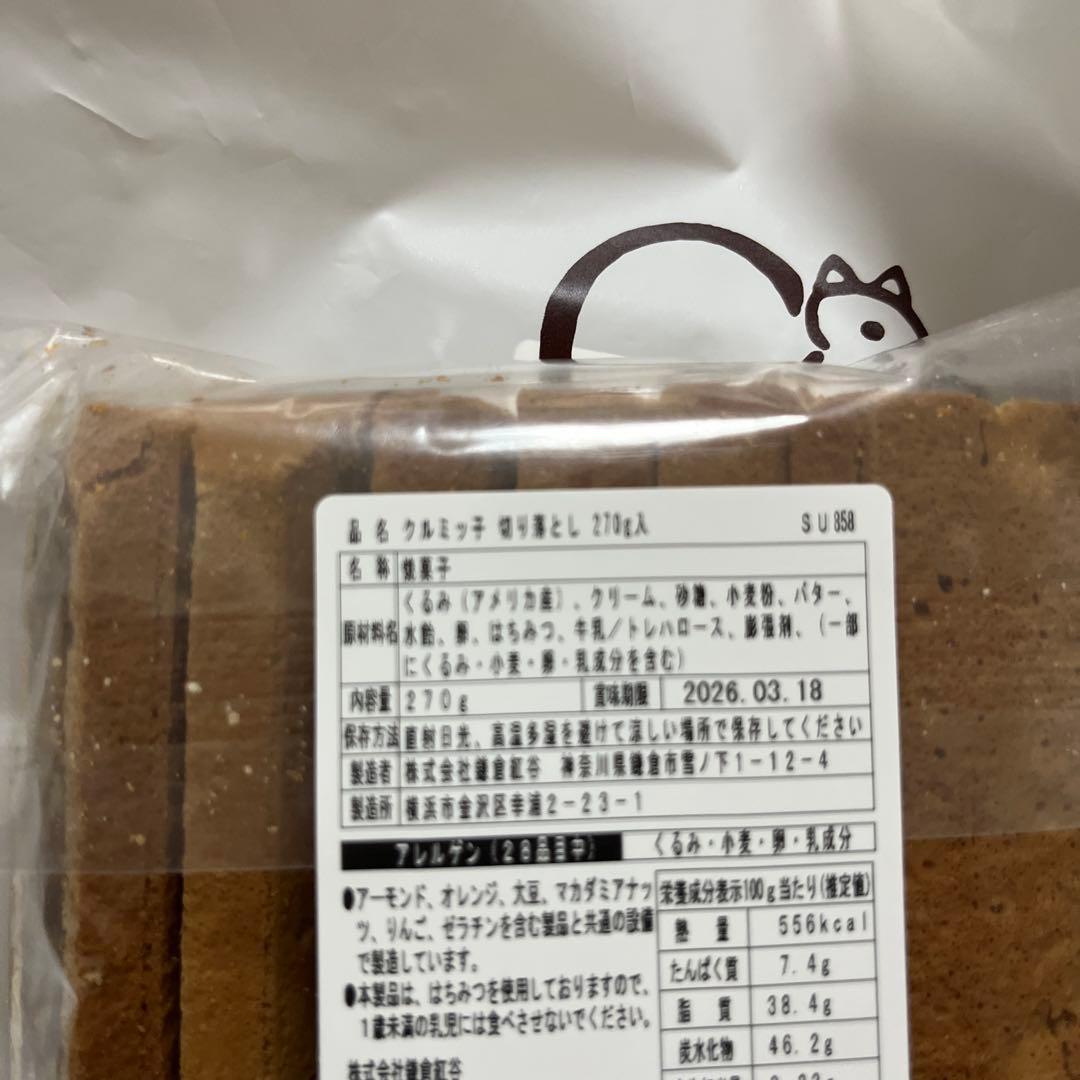 品 名 クルミッ子 切り落とし 270g入 SU858
名 称 焼菓子
原材料名 くるみ(アメリカ産)、クリーム、砂糖、小麦粉、バター、
水飴、卵、はちみつ、牛乳/トレハロース、膨張剤、(一部
にくるみ・小麦・卵・乳成分を含む)
内容量 270g 賞味期限 2026.03.18
保存方法 直射日光、高温多湿を避けて涼しい場所で保存してください
製造者 株式会社鎌倉紅谷 神奈川県鎌倉市雪ノ下1-12-4
製造所 横浜市金沢区幸浦2-23-1
アレルゲン(28品目中) くるみ・小麦・卵・乳成分
●アーモンド、オレンジ、大豆、マカダミアナッ
ツ、りんご、ゼラチンを含む製品と共通の設備
で製造しています。
●本製品は、はちみつを使用しておりますので、
1歳未満の乳児には食べさせないでください。
株式会社鎌倉紅谷
栄養成分表示100g当たり(推定値)
熱 量 556kcal
たんぱく質 7.4g
脂 質 38.4g
炭水化物 46.2g